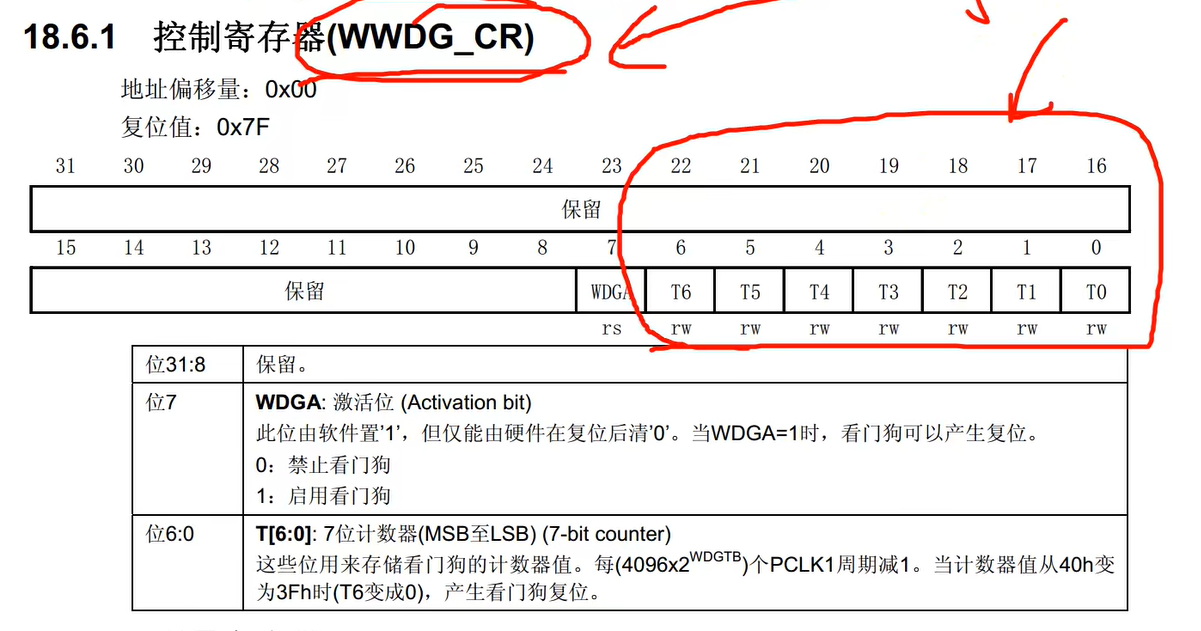 18.6.1 控制寄存器(WWDG_CR)
地址偏移量：0x00
复位值：0x7F
31 30 29 28 27 26 25 24 23 22 21 20 19 18 17 16
保留
15 14 13 12 11 10 9 8 7 6 5 4 3 2 1 0
保留 WDGA T6 T5 T4 T3 T2 T1 T0
rs rw rw rw rw rw rw rw
位31:8 保留。
位7 WDGA: 激活位 (Activation bit)
此位由软件置'1'，但仅能由硬件在复位后清'0'。当WDGA=1时，看门狗可以产生复位。
0：禁止看门狗
1：启用看门狗
位6:0 T[6:0]: 7位计数器(MSB至LSB) (7-bit counter)
这些位用来存储看门狗的计数器值。每(4096x2^WDGTB)个PCLK1周期减1。当计数器值从40h变
为3Fh时(T6变成0)，产生看门狗复位。